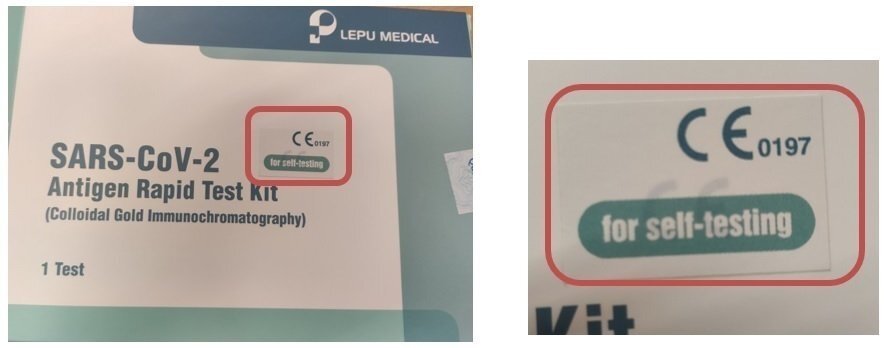 LEPU MEDICAL
CE 0197
for self-testing
SARS-CoV-2
Antigen Rapid Test Kit
(Colloidal Gold Immunochromatography)
1 Test
CE 0197
CE
for self-testing
Kit